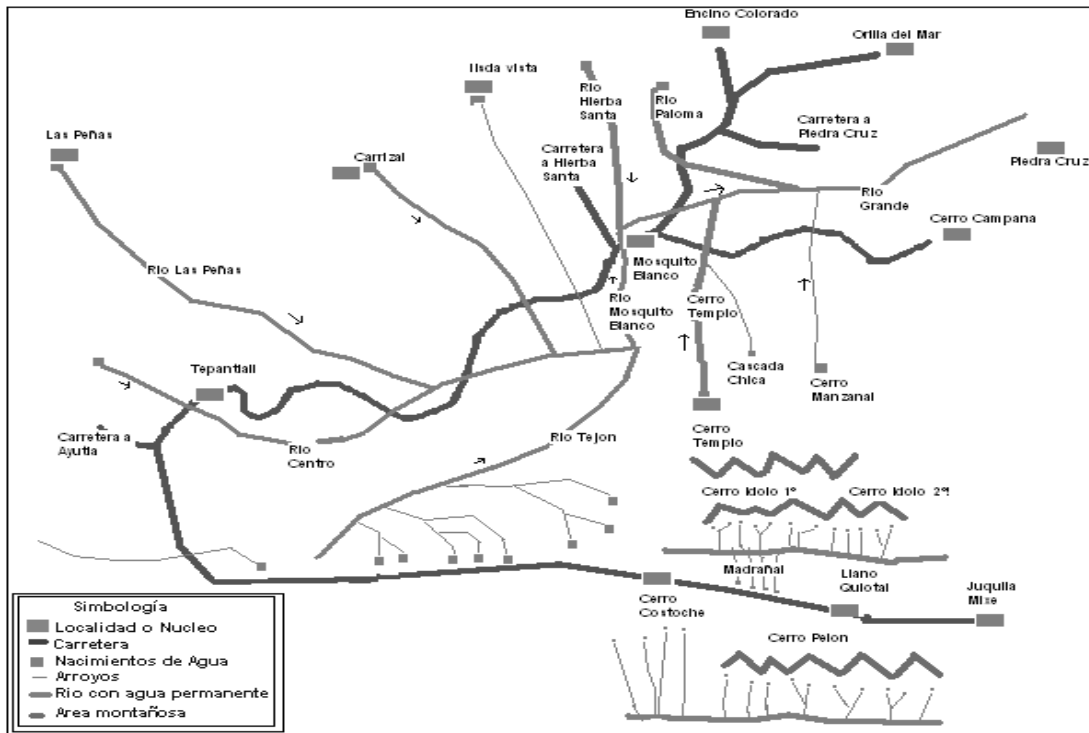 Encino Colorado
Orilla del Mar
Ilsda vista
Rio
Hierba
Santa
Rio
Paloma
Carretera a
Piedra Cruz
Las Peñas
Carrizal
Carretera
a Hierba
Santa
Piedra Cruz
Rio
Grande
Cerro Campana
Rio Las Peñas
Mosquito
Blanco
Rio
Mosquito
Blanco
Cerro
Templo
Tepantlall
Cascada
Chica
Cerro
Manzanal
Carretera a
Ayutla
Rio
Centro
Rio Tejon
Cerro
Templo
Cerro Idolo 1º
Cerro Idolo 2º!
Madrañal
Llano
Quiotal
Cerro
Costoche
Juquila
Mixe
Cerro Pelon
Simbología
Localidad o Nucleo
Carretera
Nacimientos de Agua
Arroyos
Rio con agua permanente
Area montañosa